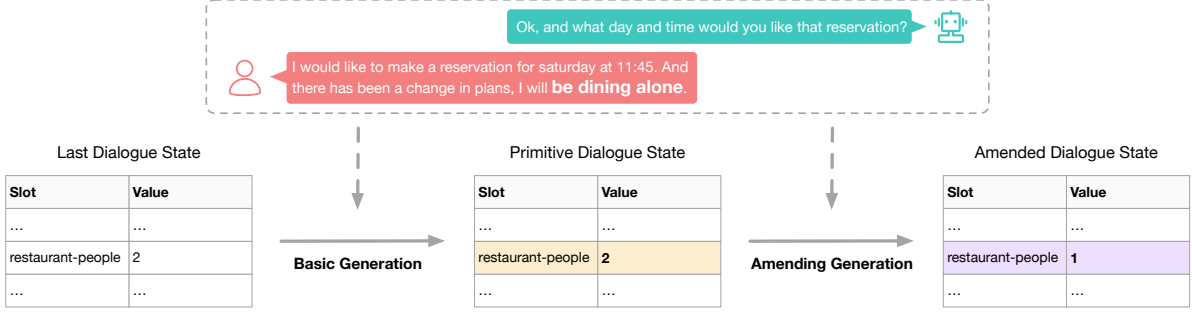 Ok, and what day and time would you like that reservation?
I would like to make a reservation for saturday at 11:45. And
there has been a change in plans, I will be dining alone.
Last Dialogue State
Slot Value
... ...
restaurant-people 2
... ...
Basic Generation
Primitive Dialogue State
Slot Value
... ...
restaurant-people 2
... ...
Amending Generation
Amended Dialogue State
Slot Value
... ...
restaurant-people 1
... ...